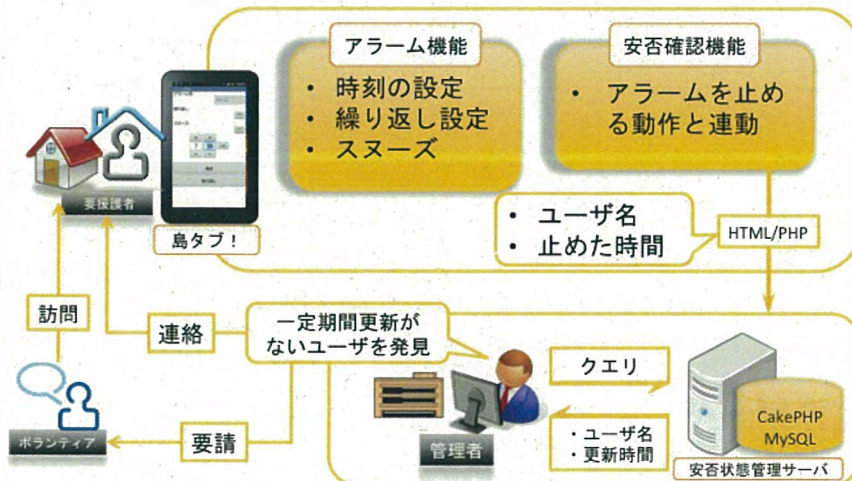 アラーム機能
・ 時刻の設定
・ 繰り返し設定
・ スヌーズ
安否確認機能
・ アラームを止め
る動作と連動
要援護者
島タブ！
・ ユーザ名
・ 止めた時間
HTML/PHP
訪問
連絡
一定期間更新が
ないユーザを発見
クエリ
ボランティア
要請
管理者
・ユーザ名
・更新時間
CakePHP
MySQL
安否状態管理サーバ